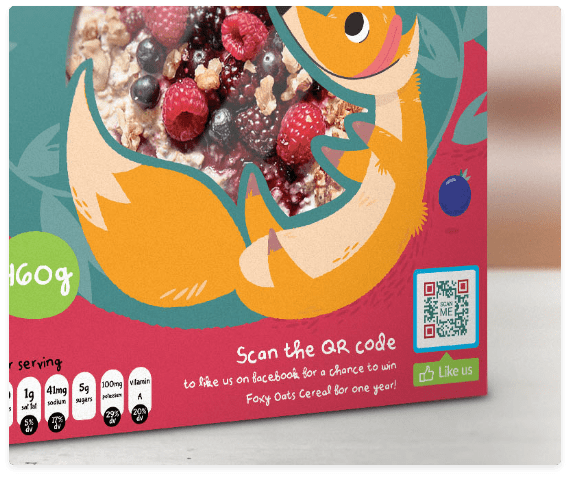 460g
SCAN
ME
Scan the QR code
to like us on facebook for a chance to win
Foxy Oats Cereal for one year!
Like us
serving
1g
sat fat
5%
dv
41mg
sodium
17%
dv
5g
sugars
100mg
potassium
29%
dv
vitamin
A
20%
dv